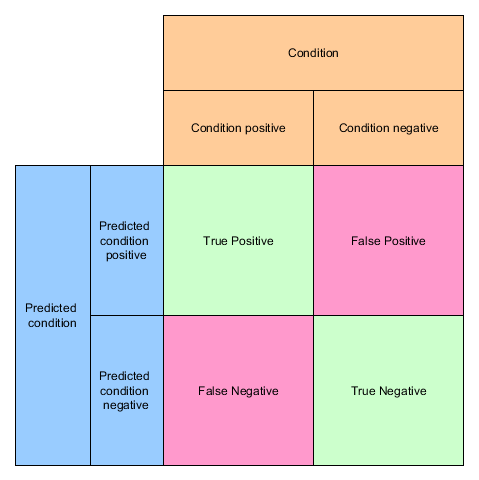 Condition
Condition positive
Condition negative
Predicted
condition
positive
True Positive
False Positive
Predicted
condition
Predicted
condition
negative
False Negative
True Negative